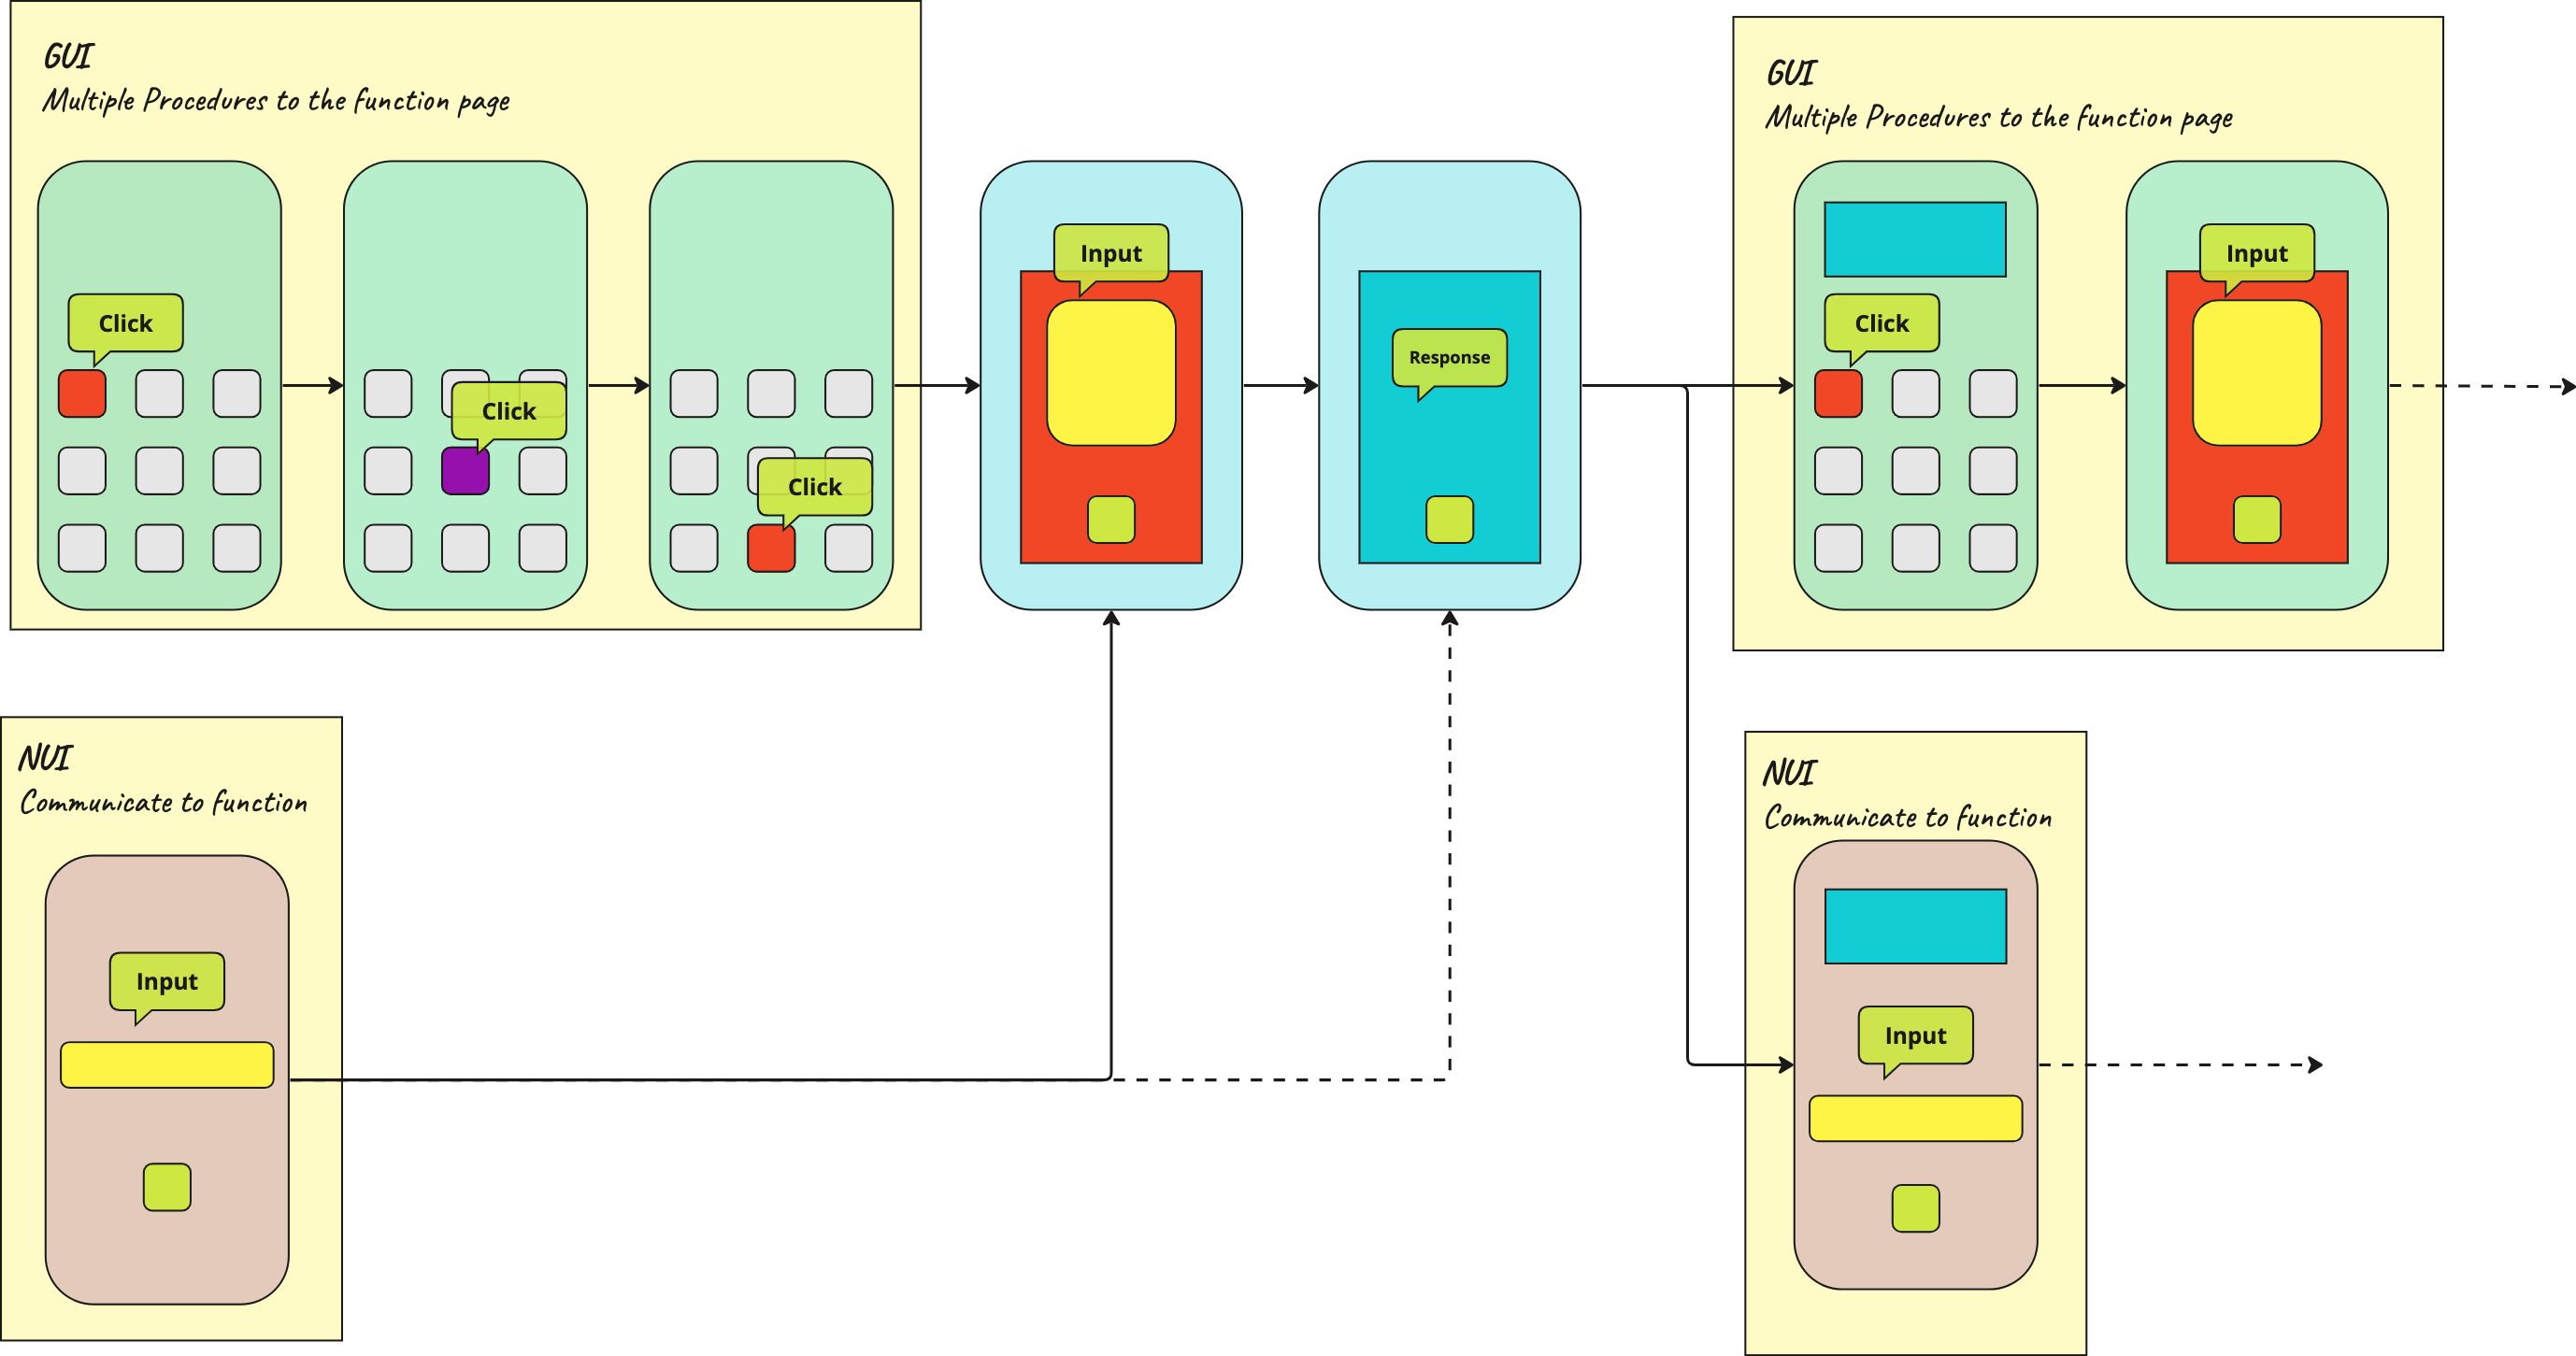 GUI
Multiple Procedures to the function page
Click
Click
Click
Input
Response
GUI
Multiple Procedures to the function page
Click
Input
NUI
Communicate to function
Input
NUI
Communicate to function
Input